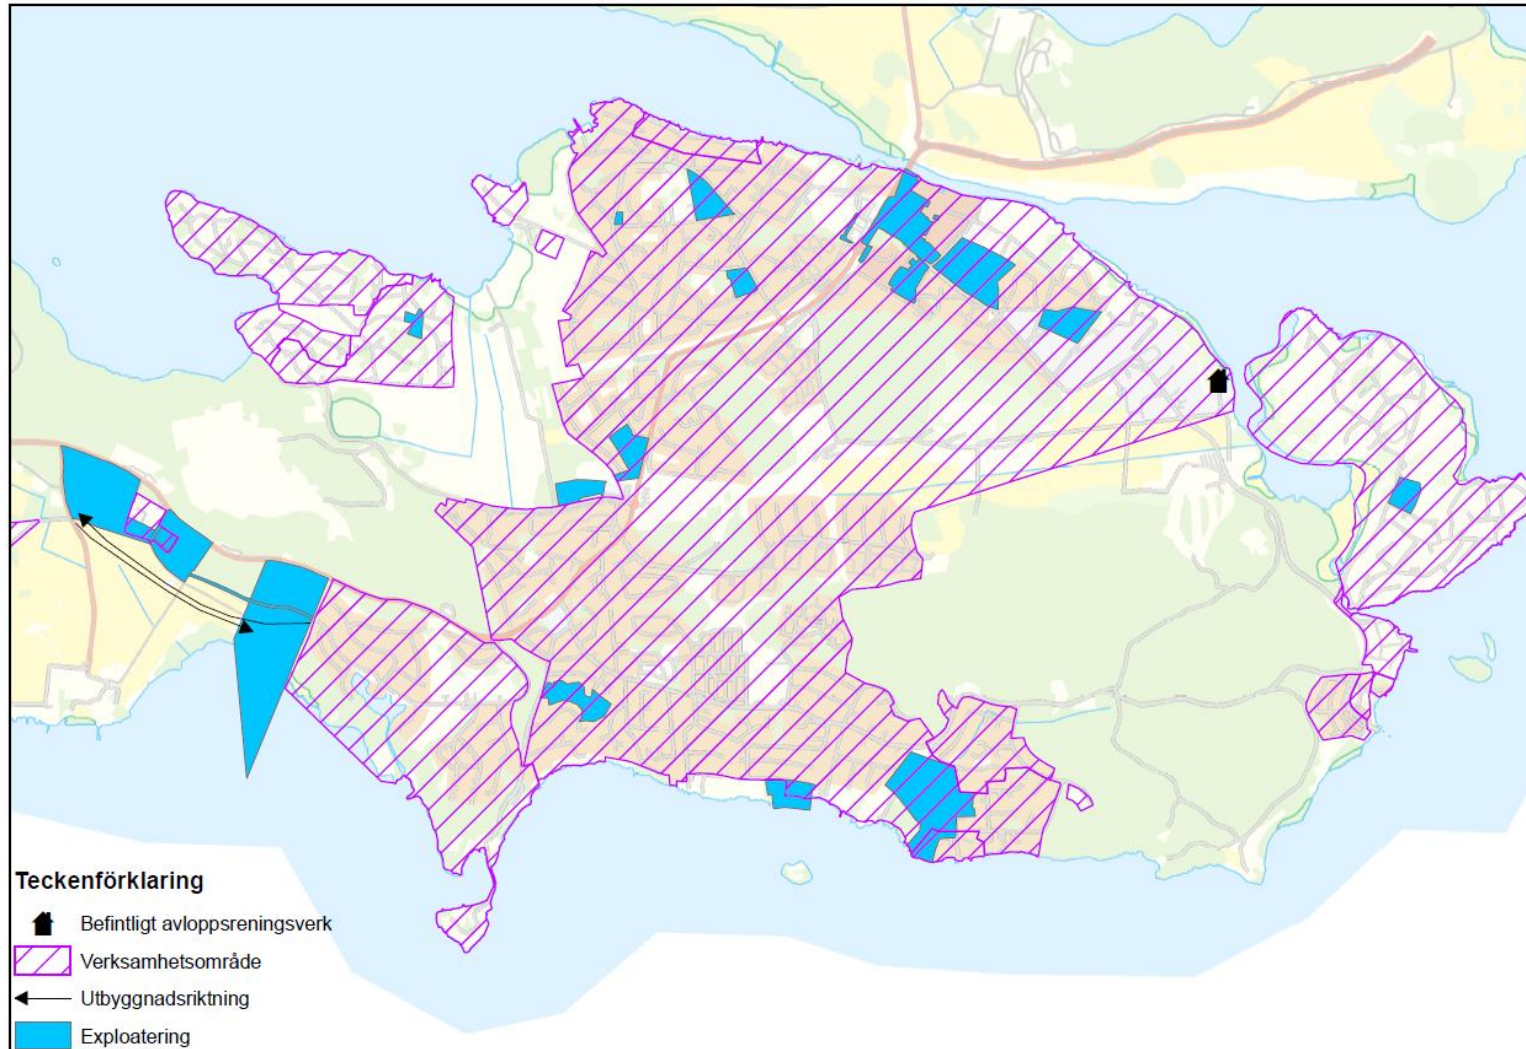 Teckenförklaring
Befintligt avloppsreningsverk
Verksamhetsområde
Utbyggnadsriktning
Exploatering